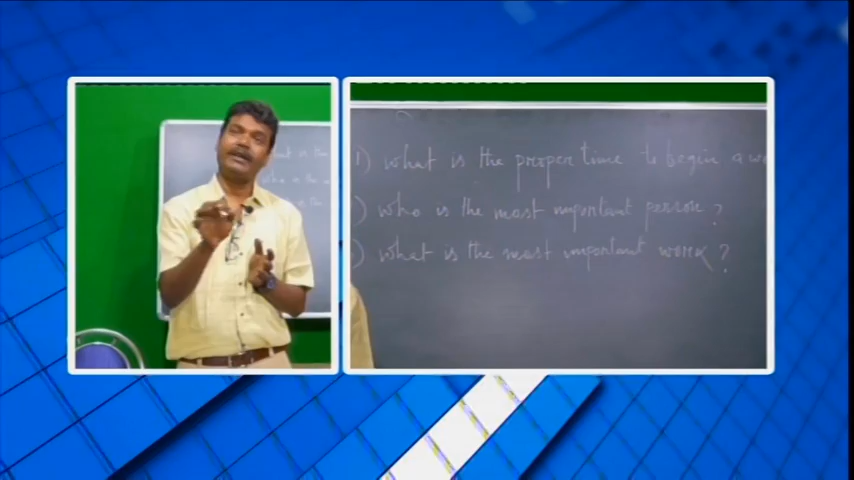 1) what is the proper time to begin a wo
) who is the most important person?
) what is the most important work?